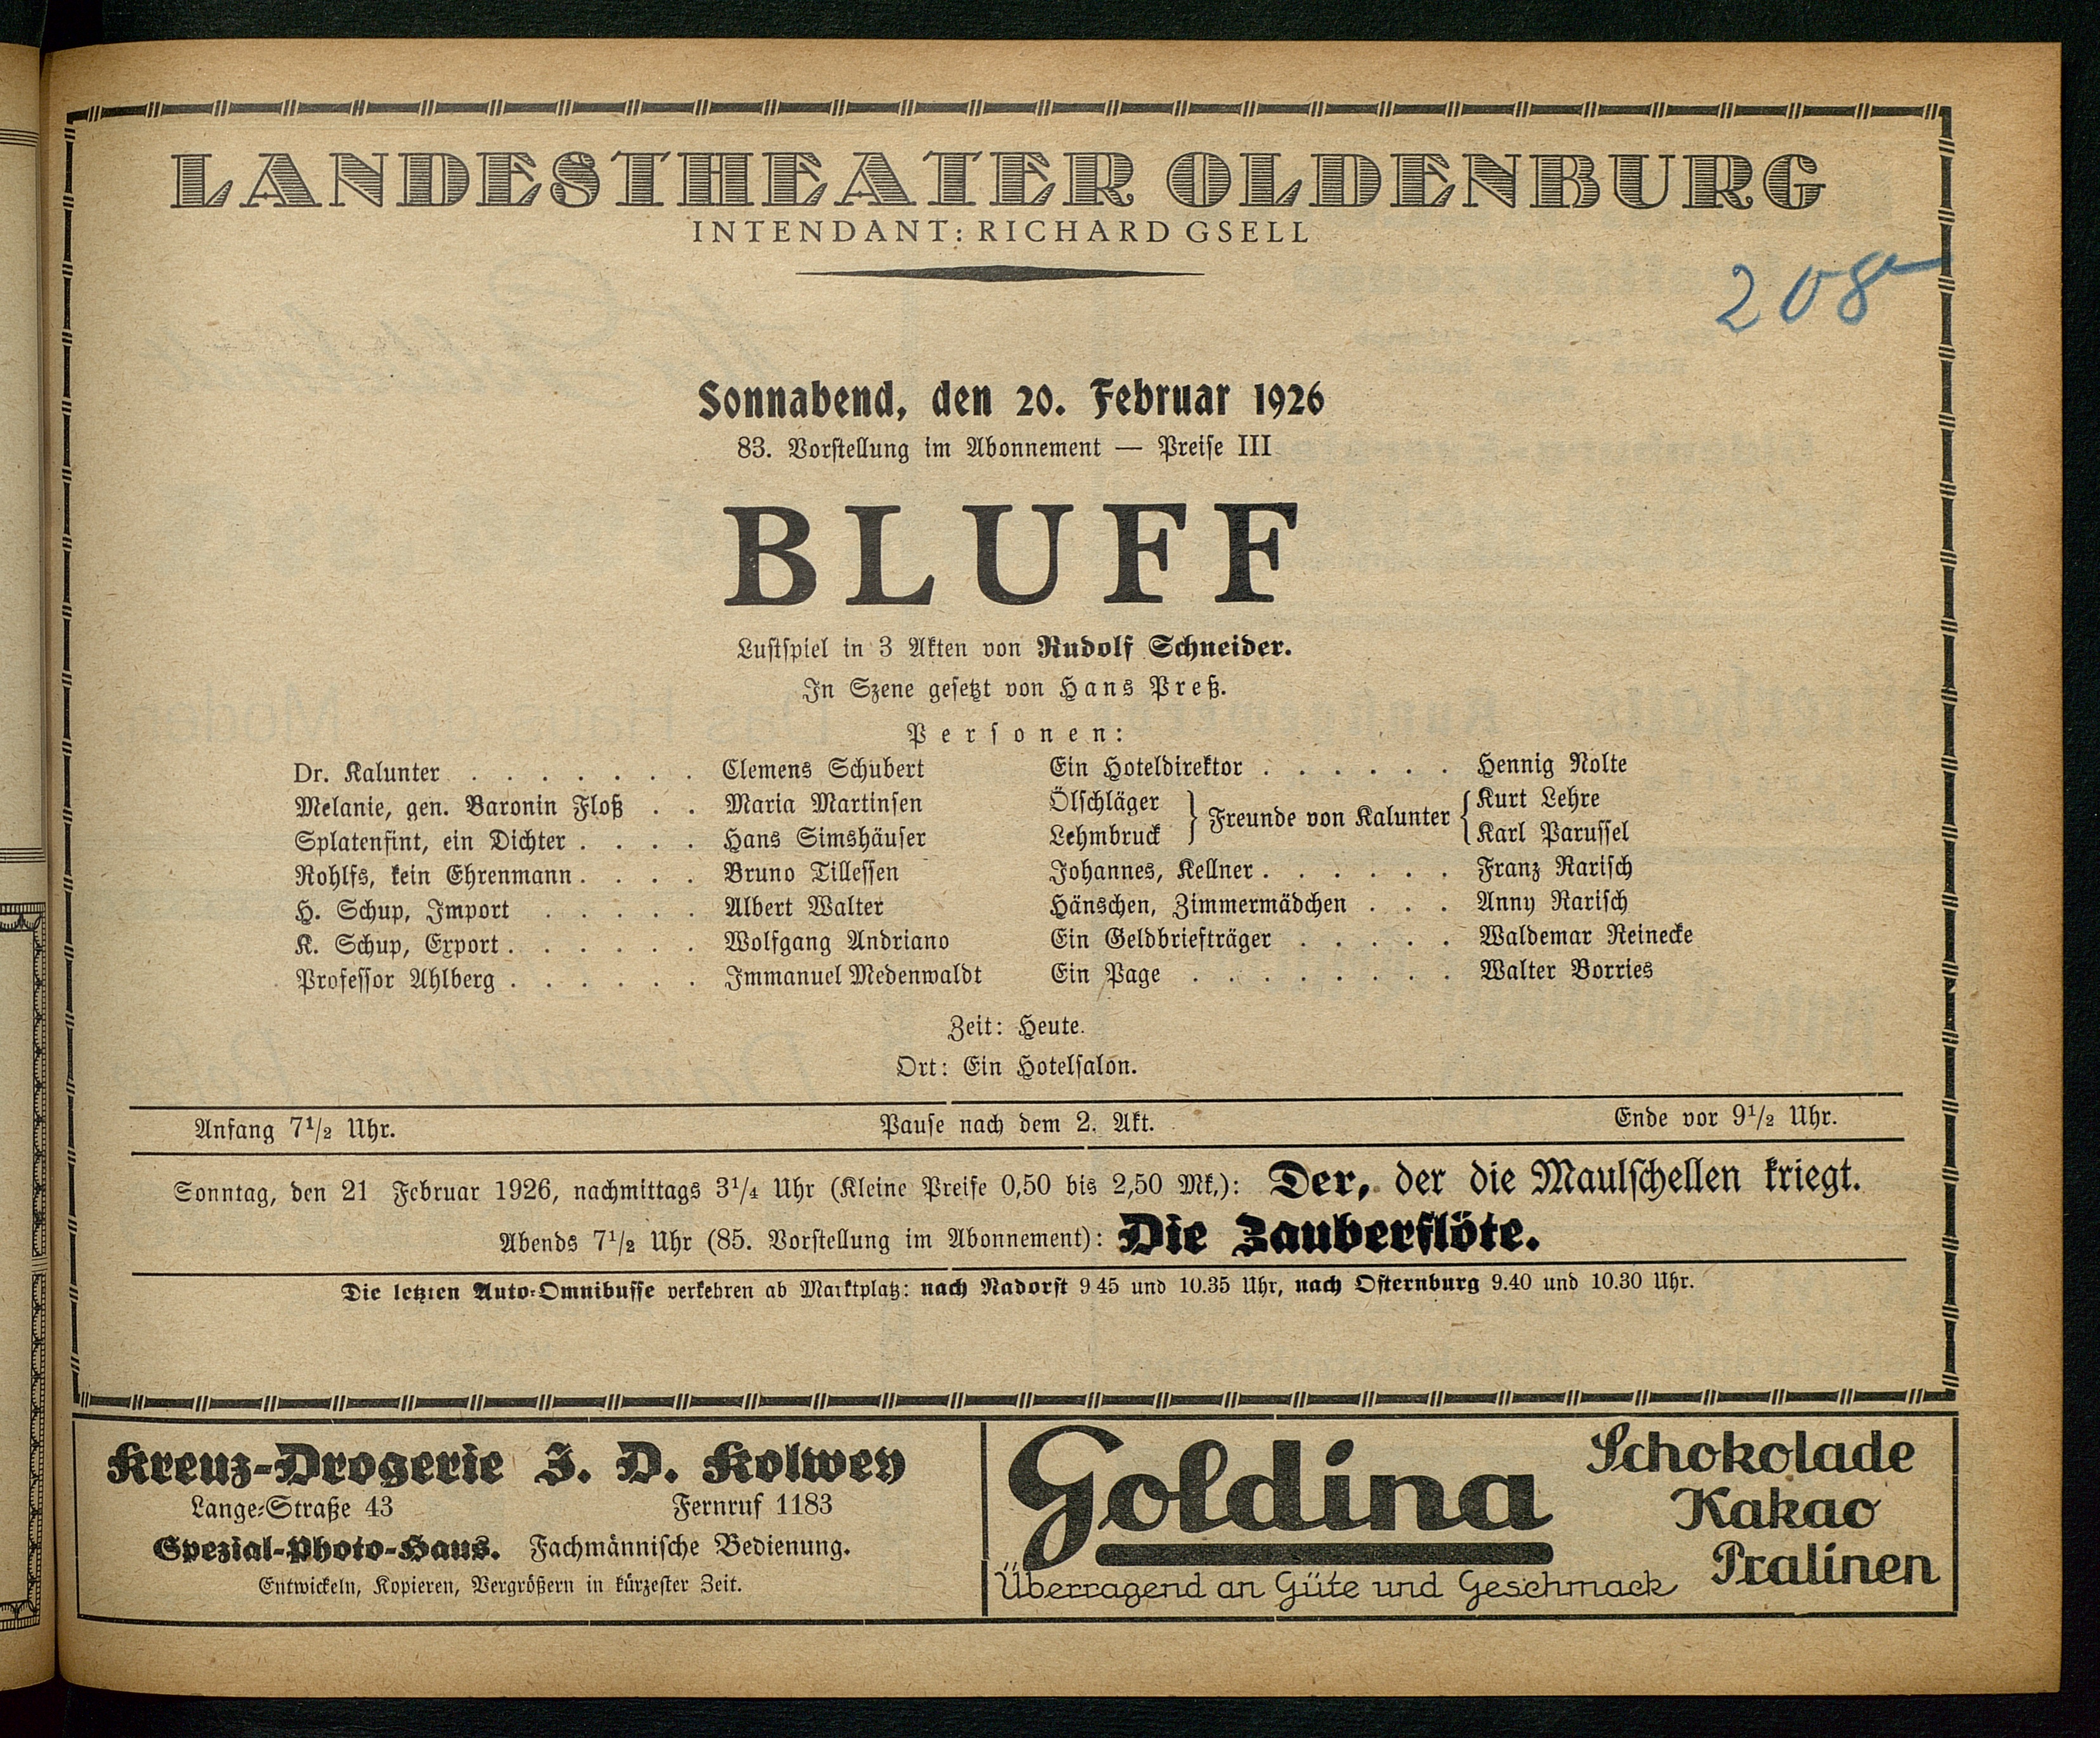 LANDESTHEATER OLDENBURG
INTENDANT: RICHARD GSELL
208
Sonnabend, den 20. Februar 1926
83. Vorstellung im Abonnement — Preise III
BLUFF
Lustspiel in 3 Akten von Rudolf Schneider.
In Szene gesetzt von Hans Preß.
Personen:
Dr. Kalunter . . . . . . . Clemens Schubert
Melanie, gen. Baronin Floß . . Maria Martinsen
Splatenfint, ein Dichter . . . . Hans Simshäuser
Rohlfs, kein Ehrenmann . . . . Bruno Tillessen
H. Schup, Import . . . . . Albert Walter
K. Schup, Export . . . . . . Wolfgang Andriano
Professor Ahlberg . . . . . . Immanuel Medenwaldt
Ein Hoteldirektor . . . . . . Hennig Nolte
Ölschläger } Freunde von Kalunter { Kurt Lehre
Lehmbruck Karl Parussel
Johannes, Kellner . . . . . . Franz Rarisch
Hänschen, Zimmermädchen . . . Anny Rarisch
Ein Geldbriefträger . . . . . Waldemar Reinecke
Ein Page . . . . . . . . Walter Borries
Zeit: Heute.
Ort: Ein Hotelsalon.
Anfang 7¹/₂ Uhr. Pause nach dem 2. Akt. Ende vor 9¹/₂ Uhr.
Sonntag, den 21 Februar 1926, nachmittags 3¹/₄ Uhr (Kleine Preise 0,50 bis 2,50 Mk.): Der, der die Maulschellen kriegt.
Abends 7¹/₂ Uhr (85. Vorstellung im Abonnement): Die Zauberflöte.
Die letzten Auto-Omnibusse verkehren ab Marktplatz: nach Nadorst 9 45 und 10.35 Uhr, nach Osternburg 9.40 und 10.30 Uhr.
Kreuz-Drogerie J. D. Kolwey
Lange-Straße 43 Fernruf 1183
Spezial-Photo-Haus. Fachmännische Bedienung.
Entwickeln, Kopieren, Vergrößern in kürzester Zeit.
Goldina
Schokolade
Kakao
Pralinen
Überragend an Güte und Geschmack